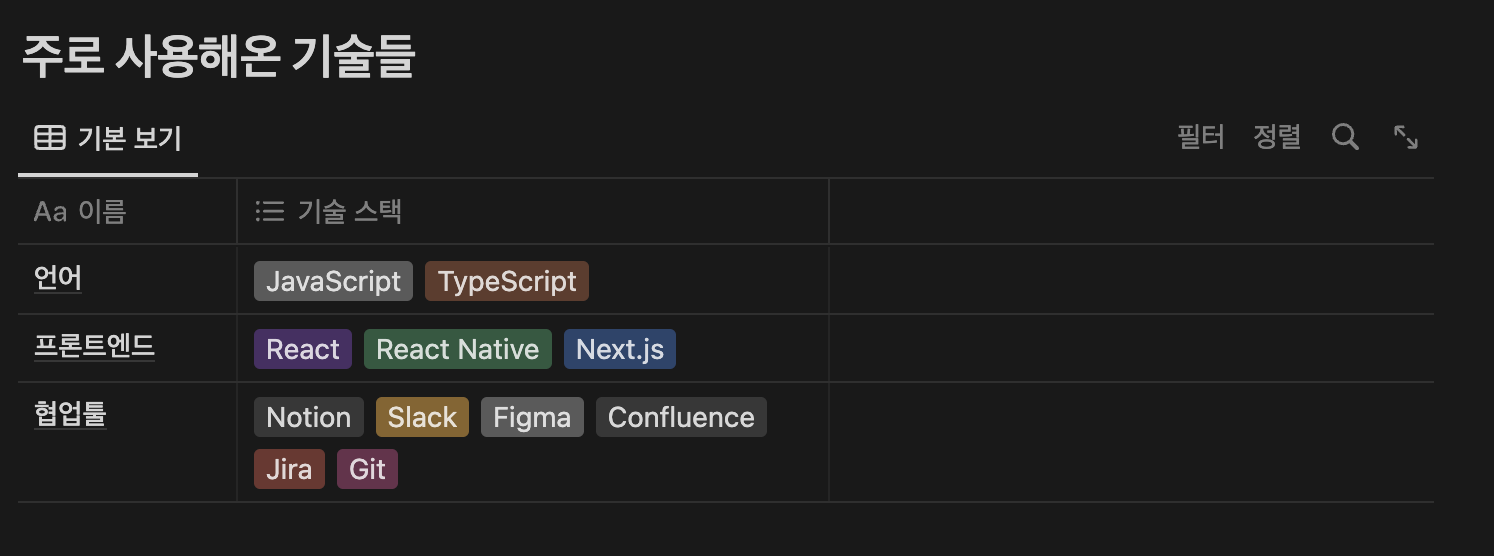 주로 사용해온 기술들
기본 보기 필터 정렬
Aa 이름 기술 스택
언어 JavaScript TypeScript
프론트엔드 React React Native Next.js
협업툴 Notion Slack Figma Confluence
Jira Git